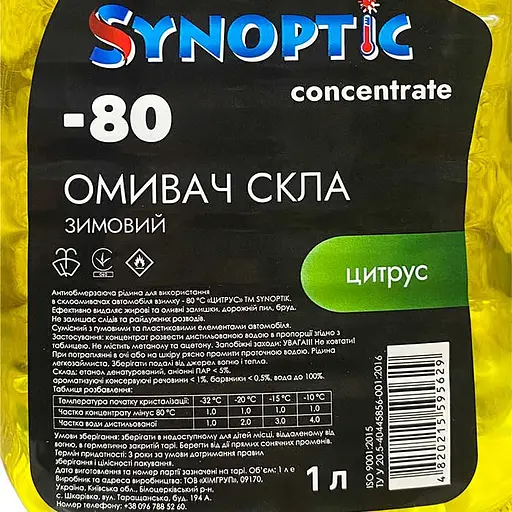 SYNOPTIC
concentrate
-80
ОМИВАЧ СКЛА
ЗИМОВИЙ
цитрус
Антиобмерзаюча рідина для використання
в склоомивачах автомобіля взимку - 80 °С «ЦИТРУС» ТМ SYNOPTIK.
Ефективно видаляє жирові та оливні залишки, дорожній пил, бруд.
Не залишає слідів та райдужних розводів.
Сумісний з гумовими та пластиковими елементами автомобіля.
Застосування: концентрат розвести дистильованою водою в пропорції згідно з
таблицею. Не містить метанолу та ацетону. Запобіжні заходи: УВАГА!!! Не ковтати!
При потраплянні в очі або на шкіру рясно промити проточною водою. Рідина
легкозаймиста. Зберігати подалі від джерел вогню і тепла.
Склад: етанол денатурований, аніонні ПАР < 5%,
ароматизуючі консервуючі речовини < 1%, барвники < 0,5%, вода до 100%.
Таблиця розбавлення:
Температура початку кристалізації: -32 °С -20 °С -15 °С -10 °С
Частка концентрату мінус 80 °С 1,0 1,0 1,0 1,0
Частка води дистильованої 1,0 2,0 3,0 4,0
Умови зберігання: зберігати в недоступному для дітей місці, віддаленому від
вогню, в герметично закритій тарі. Берегти від дії прямих сонячних променів.
Термін придатності: 3 роки за умови дотримання правил
зберігання і цілісності пакування.
Дата виготовлення та номер партії зазначені на тарі. Об'єм: 1 л е
Виробник та адреса виробництва: ТОВ «ХІМГРУП», 09170,
Україна, Київська обл., Білоцерківський р-н,
с. Шкарівка, вул. Таращанська, буд. 194 А.
Номер телефону: +38 096 788 52 60
1 л
ISO 9001:2015
ТУ У 20.5-40445856-001:2016
4820215595629